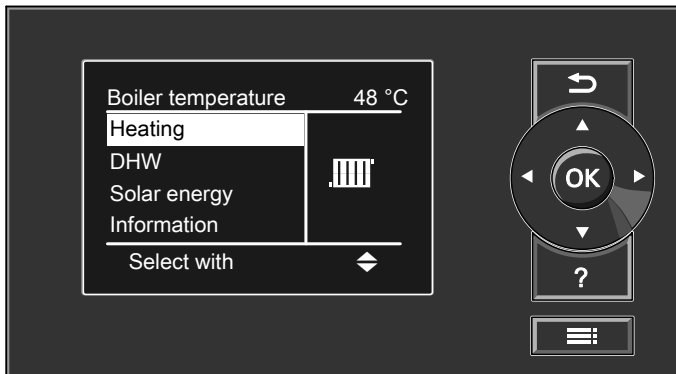 Boiler temperature 48 °C
Heating
DHW
Solar energy
Information
Select with
OK
?